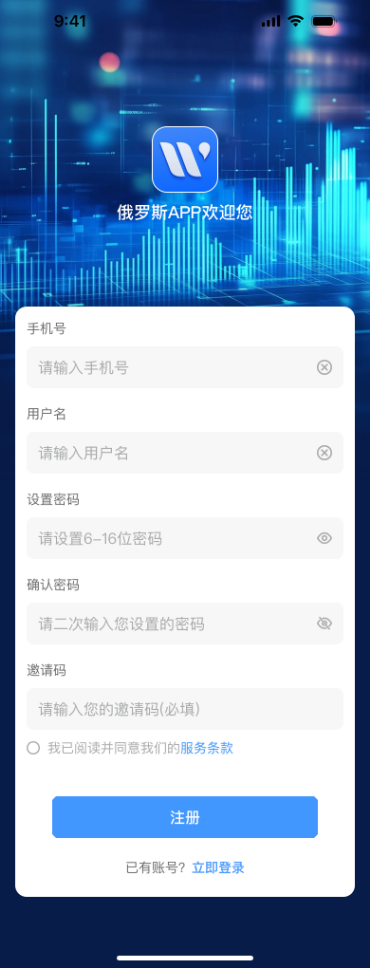 9:41
俄罗斯APP欢迎您
手机号
请输入手机号
用户名
请输入用户名
设置密码
请设置6-16位密码
确认密码
请二次输入您设置的密码
邀请码
请输入您的邀请码(必填)
我已阅读并同意我们的服务条款
注册
已有账号？立即登录